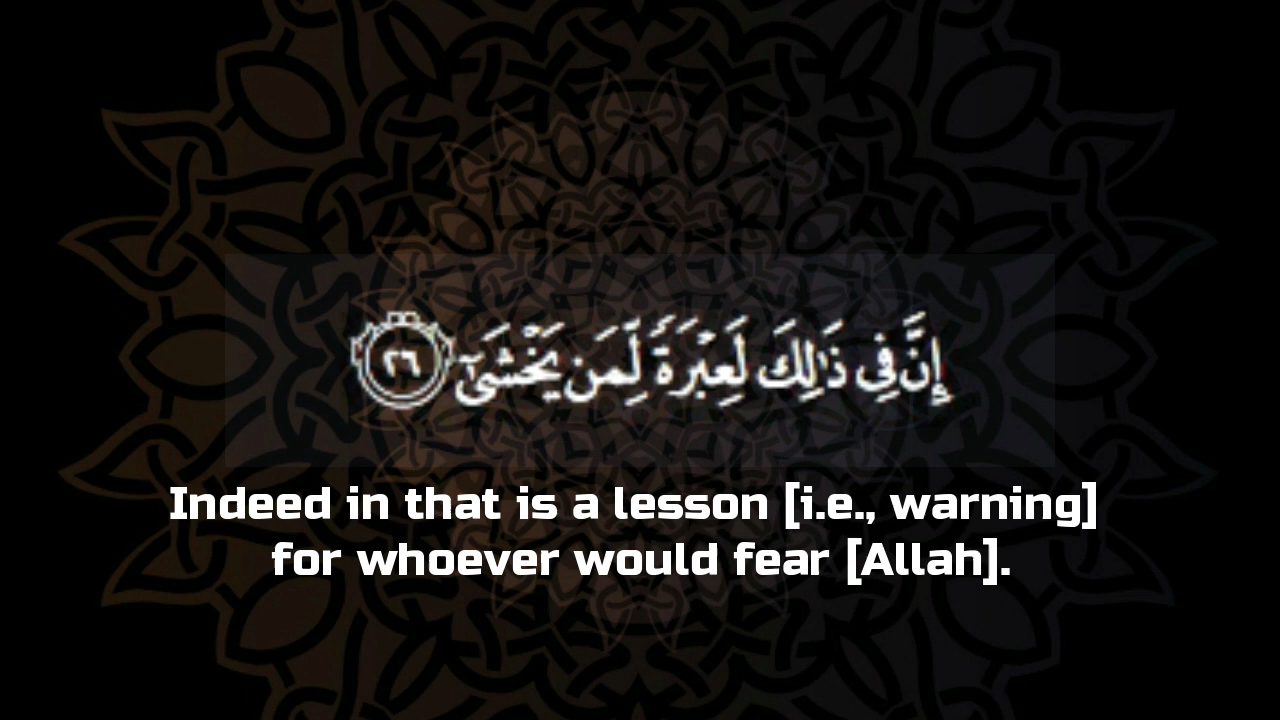 إِنَّ فِى ذَٰلِكَ لَعِبْرَةً لِّمَن يَخْشَىٰٓ ٢٦
Indeed in that is a lesson [i.e., warning]
for whoever would fear [Allah].